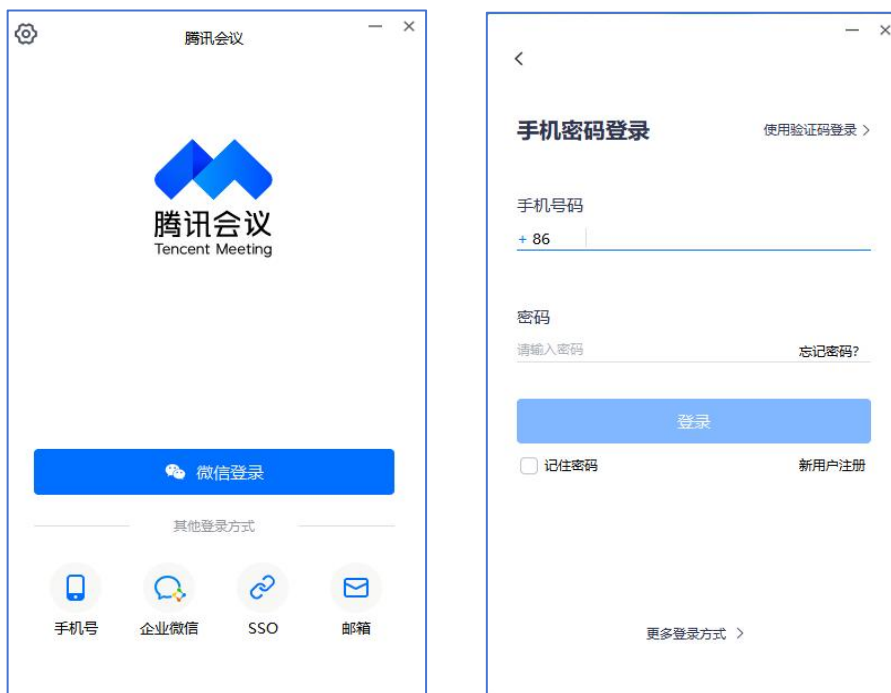 腾讯会议
腾讯会议
Tencent Meeting
微信登录
其他登录方式
手机号
企业微信
SSO
邮箱
手机密码登录
使用验证码登录 >
手机号码
+ 86
密码
请输入密码
忘记密码?
登录
记住密码
新用户注册
更多登录方式 >